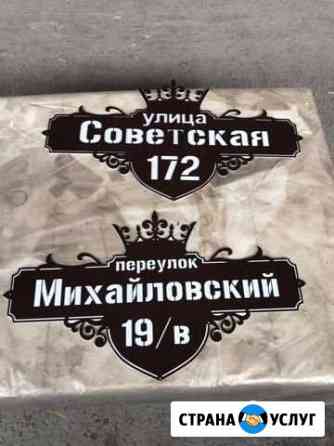 улица
Советская
172
переулок
Михайловский
19/в
СТРАНА УСЛУГ